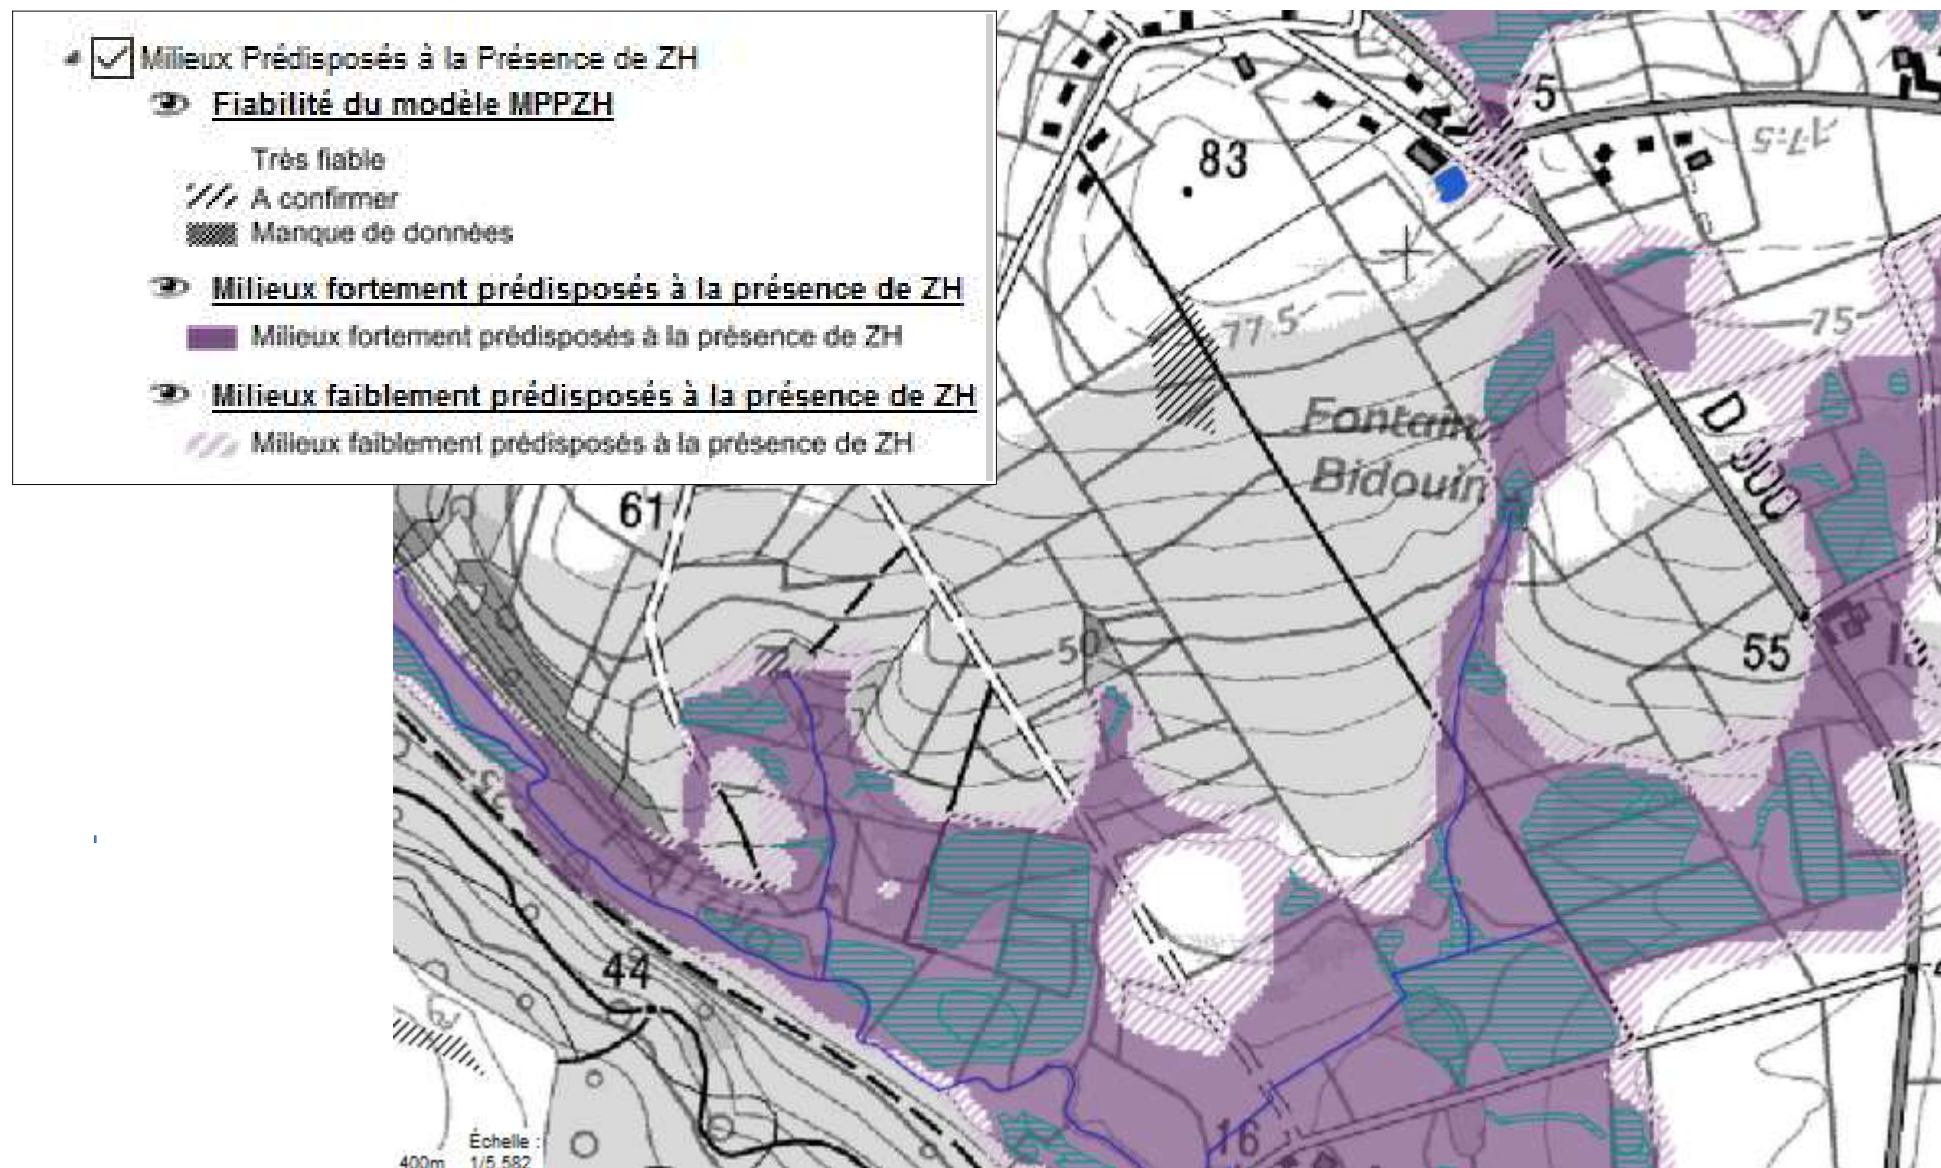 Milieux Prédisposés à la Présence de ZH
Fiabilité du modèle MPPZH
Très fiable
A confirmer
Manque de données
Milieux fortement prédisposés à la présence de ZH
Milieux fortement prédisposés à la présence de ZH
Milieux faiblement prédisposés à la présence de ZH
Milieux faiblement prédisposés à la présence de ZH
5
77.5
83
77.5
75
Fontain
Bidouin
D 900
61
50
55
44
16
Échelle :
400m 1/5 582